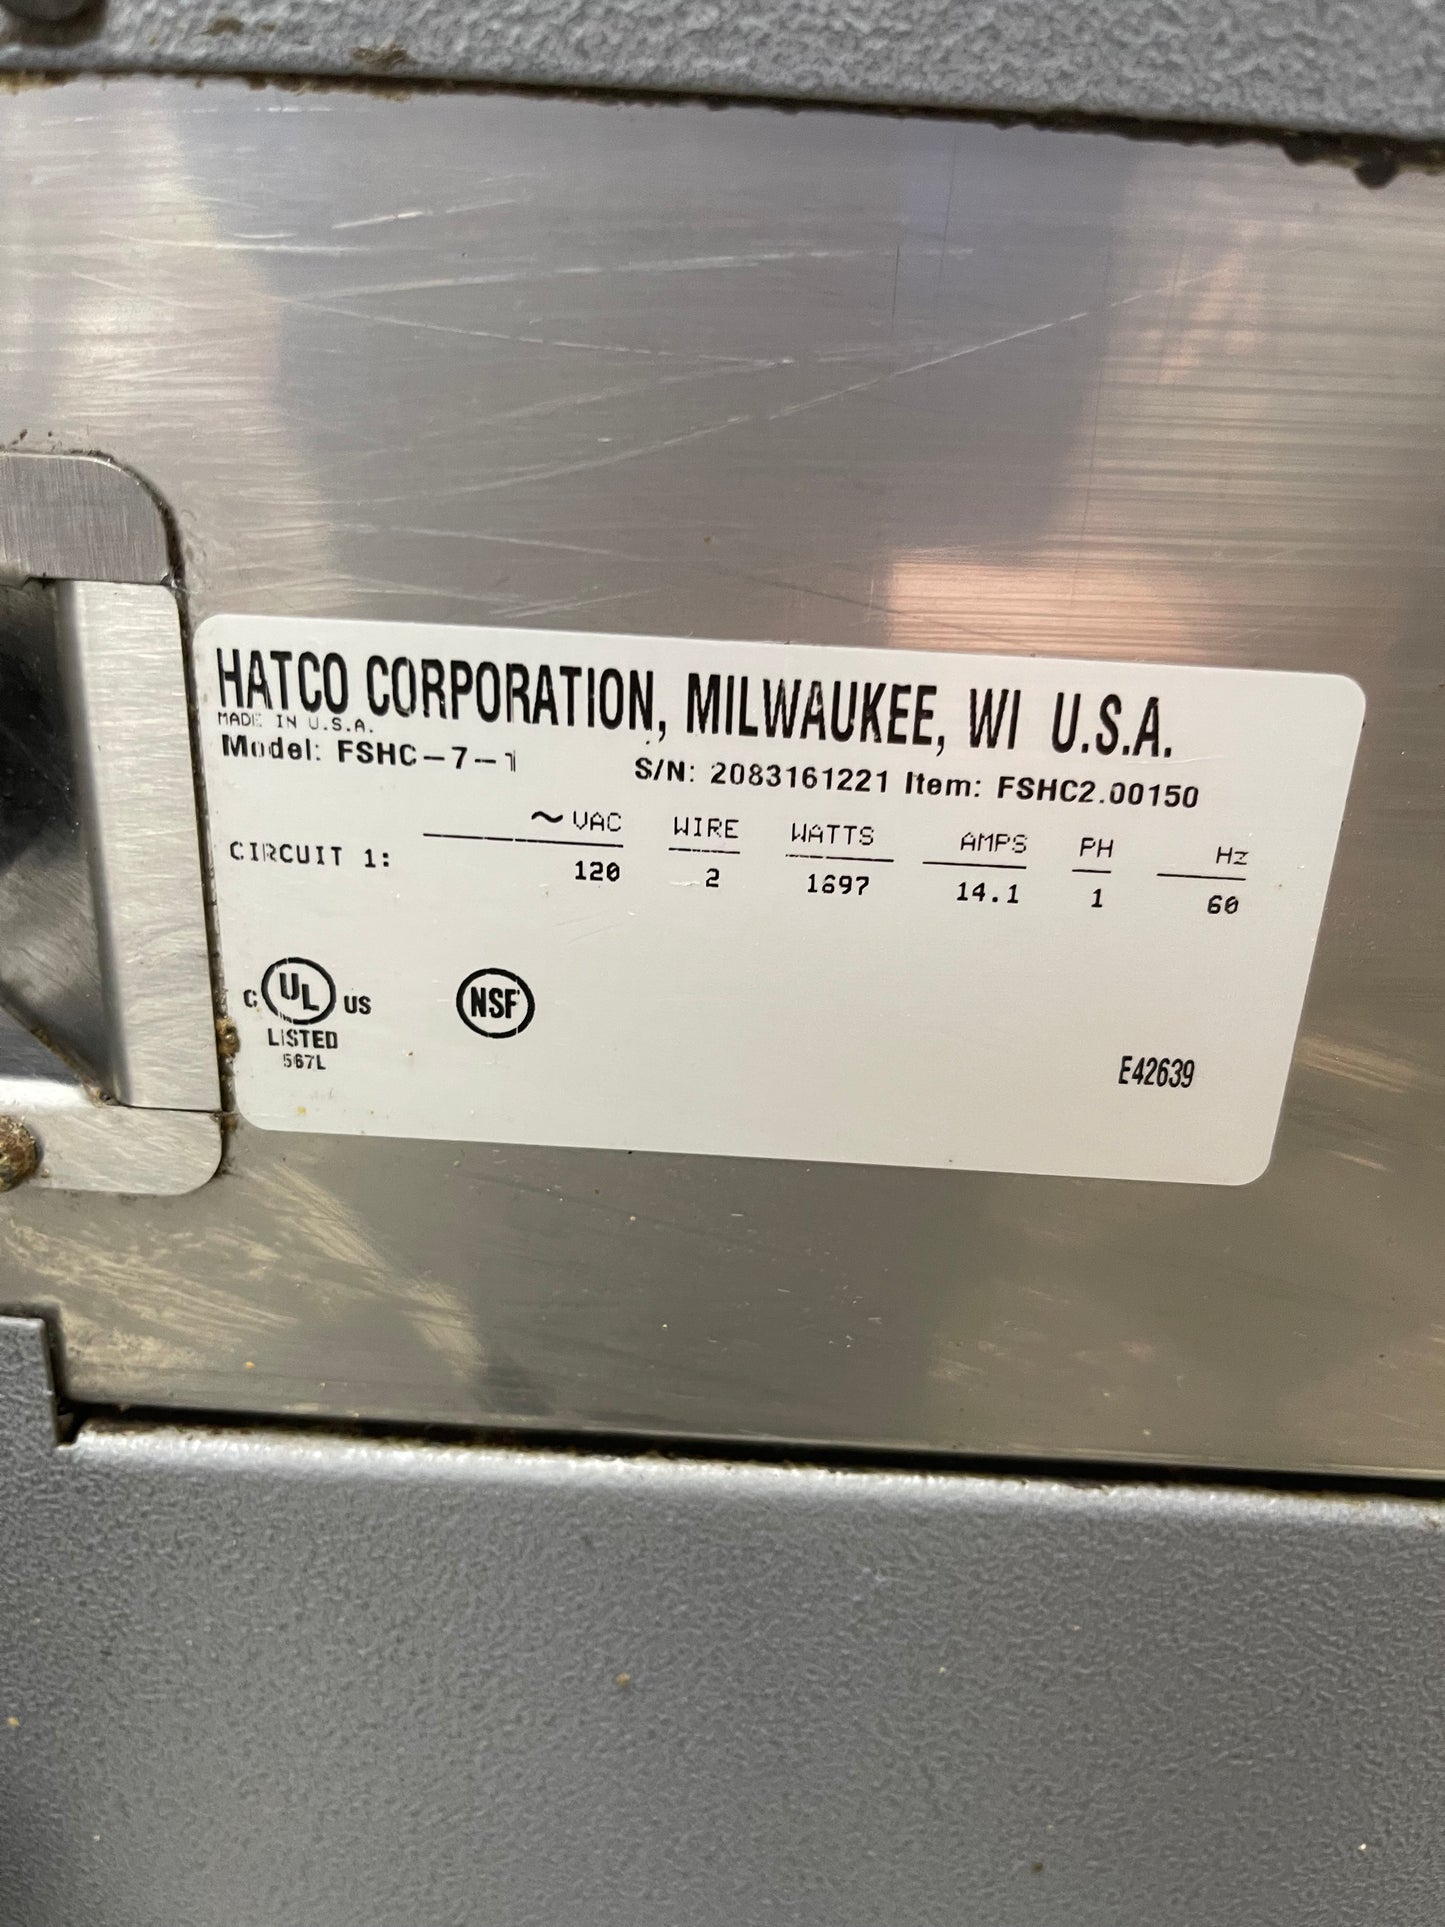 HATCO CORPORATION, MILWAUKEE, WI U.S.A.
MADE IN U.S.A.
Model: FSHC-7-1 S/N: 2083161221 Item: FSHC2.00150
~ VAC WIRE WATTS AMPS PH Hz
CIRCUIT 1: 120 2 1697 14.1 1 60
C UL US NSF
LISTED
567L
E42639